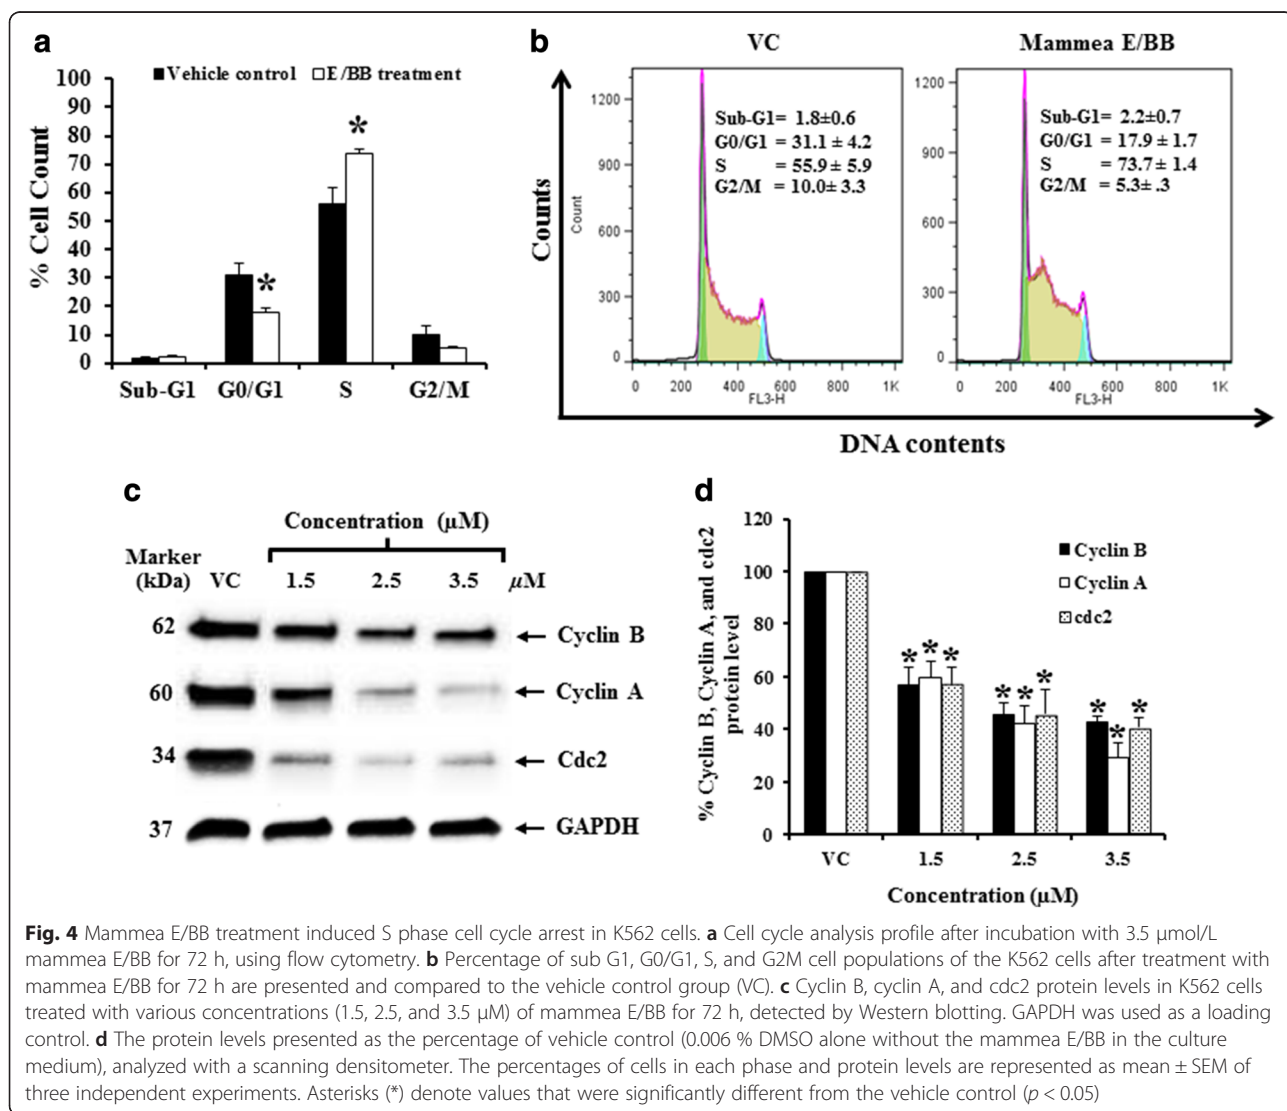 a
■ Vehicle control □ E/BB treatment
% Cell Count
100
90
80
70
60
50
40
30
20
10
0
*
*
Sub-G1 G0/G1 S G2/M
b
VC
Sub-G1= 1.8±0.6
G0/G1 = 31.1 ± 4.2
S = 55.9 ± 5.9
G2/M = 10.0± 3.3
Counts
Count
1200
900
600
300
0
0 200 400 600 800 1K
FL3-H
Mammea E/BB
Sub-G1= 2.2±0.7
G0/G1 = 17.9 ± 1.7
S = 73.7± 1.4
G2/M = 5.3± .3
1200
900
600
300
0
0 200 400 600 800 1K
FL3-H
DNA contents
c
Concentration (µM)
Marker
(kDa) VC 1.5 2.5 3.5 µM
62 ← Cyclin B
60 ← Cyclin A
34 ← Cdc2
37 ← GAPDH
d
% Cyclin B, Cyclin A, and cdc2
protein level
120
100
80
60
40
20
0
■ Cyclin B
□ Cyclin A
cdc2
* * *
* * *
* * *
VC 1.5 2.5 3.5
Concentration (µM)
Fig. 4 Mammea E/BB treatment induced S phase cell cycle arrest in K562 cells. a Cell cycle analysis profile after incubation with 3.5 μmol/L
mammea E/BB for 72 h, using flow cytometry. b Percentage of sub G1, G0/G1, S, and G2M cell populations of the K562 cells after treatment with
mammea E/BB for 72 h are presented and compared to the vehicle control group (VC). c Cyclin B, cyclin A, and cdc2 protein levels in K562 cells
treated with various concentrations (1.5, 2.5, and 3.5 μM) of mammea E/BB for 72 h, detected by Western blotting. GAPDH was used as a loading
control. d The protein levels presented as the percentage of vehicle control (0.006 % DMSO alone without the mammea E/BB in the culture
medium), analyzed with a scanning densitometer. The percentages of cells in each phase and protein levels are represented as mean ± SEM of
three independent experiments. Asterisks (*) denote values that were significantly different from the vehicle control (p < 0.05)